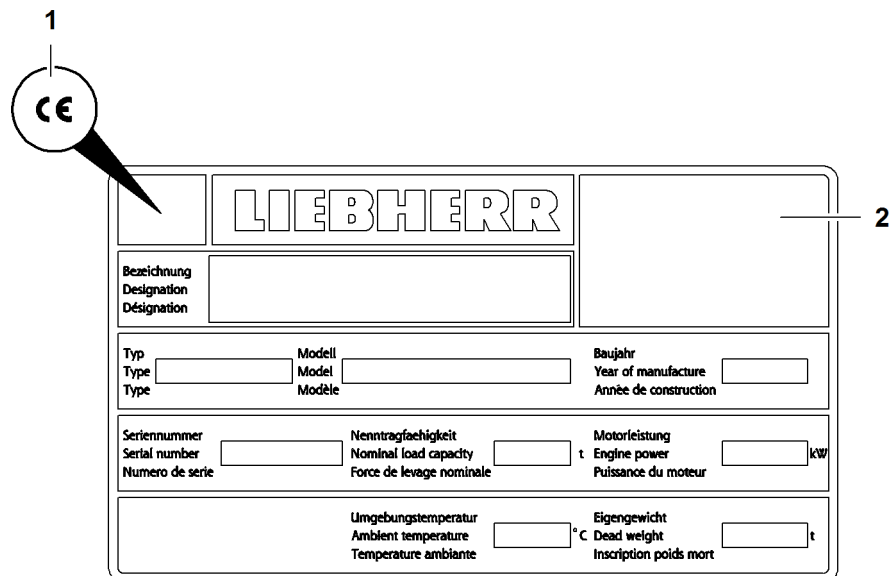 1
CE
LIEBHERR
2
Bezeichnung
Designation
Désignation
Typ
Type
Type
Modell
Model
Modèle
Baujahr
Year of manufacture
Année de construction
Seriennummer
Serial number
Numero de serie
Nenntragfaehigkeit
Nominal load capacity t
Force de levage nominale
Motorleistung
Engine power kW
Puissance du moteur
Umgebungstemperatur
Ambient temperature °C
Temperature ambiante
Eigengewicht
Dead weight t
Inscription poids mort